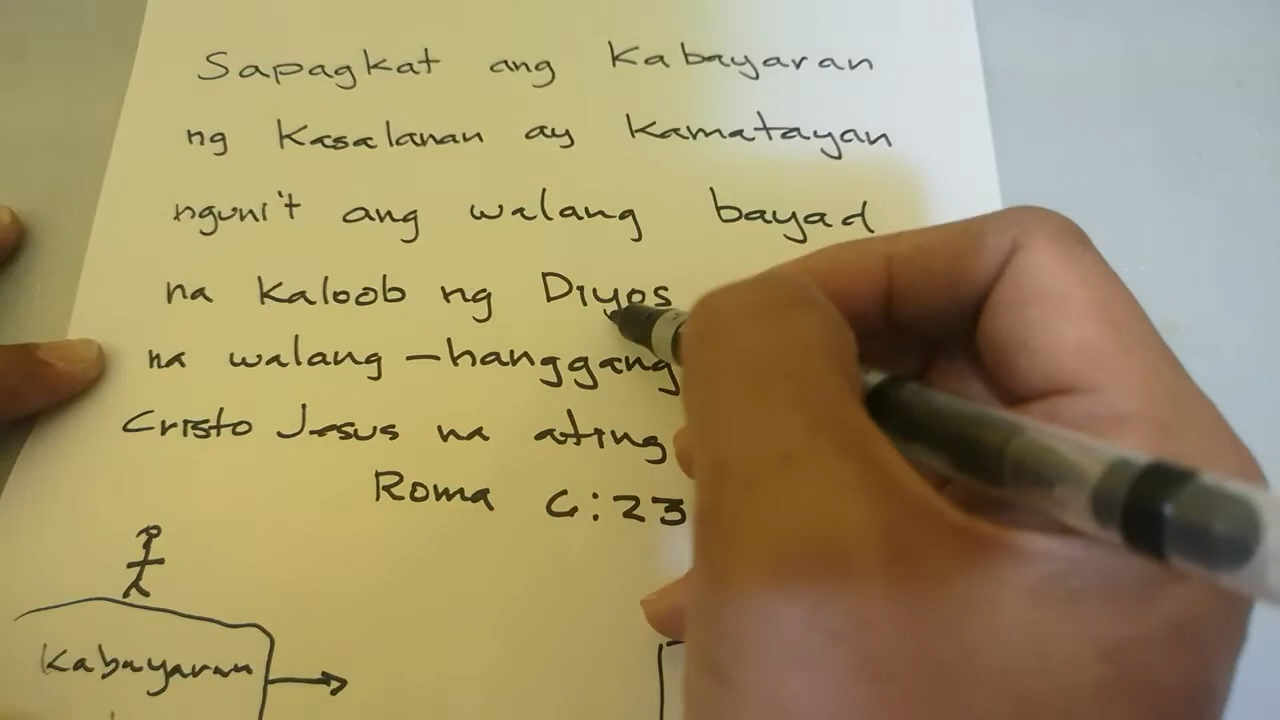 Sapagkat ang Kabayaran
ng Kasalanan ay Kamatayan
nguni't ang walang bayad
na Kaloob ng Diyos
na walang-hanggang
Cristo Jesus na ating
Roma 6:23
Kabayaran